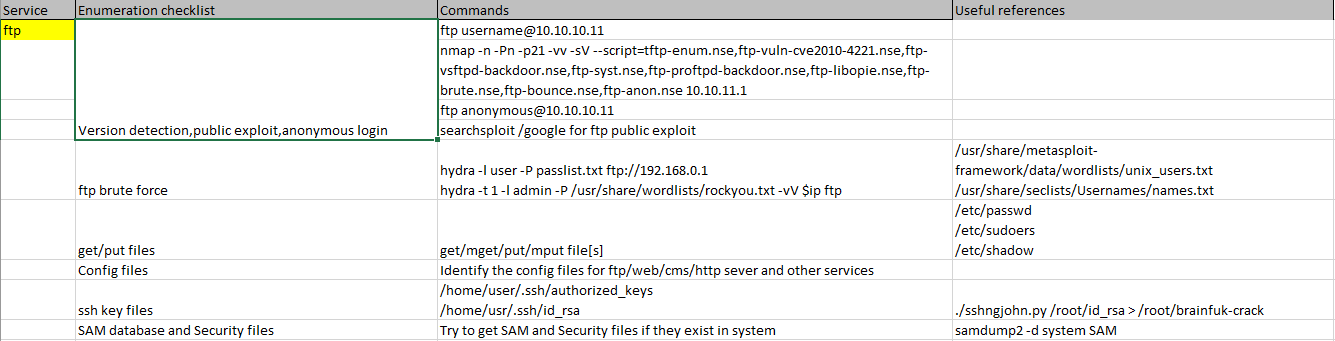 Service Enumeration checklist Commands Useful references
ftp ftp username@10.10.10.11
nmap -n -Pn -p21 -vv -sV --script=tftp-enum.nse,ftp-vuln-cve2010-4221.nse,ftp-
vsftpd-backdoor.nse,ftp-syst.nse,ftp-proftpd-backdoor.nse,ftp-libopie.nse,ftp-
brute.nse,ftp-bounce.nse,ftp-anon.nse 10.10.11.1
ftp anonymous@10.10.10.11
Version detection,public exploit,anonymous login searchsploit /google for ftp public exploit
/usr/share/metasploit-
hydra -l user -P passlist.txt ftp://192.168.0.1 framework/data/wordlists/unix_users.txt
ftp brute force hydra -t 1 -l admin -P /usr/share/wordlists/rockyou.txt -vV $ip ftp /usr/share/seclists/Usernames/names.txt
/etc/passwd
/etc/sudoers
get/put files get/mget/put/mput file[s] /etc/shadow
Config files Identify the config files for ftp/web/cms/http sever and other services
/home/user/.ssh/authorized_keys
ssh key files /home/usr/.ssh/id_rsa ./sshngjohn.py /root/id_rsa > /root/brainfuk-crack
SAM database and Security files Try to get SAM and Security files if they exist in system samdump2 -d system SAM